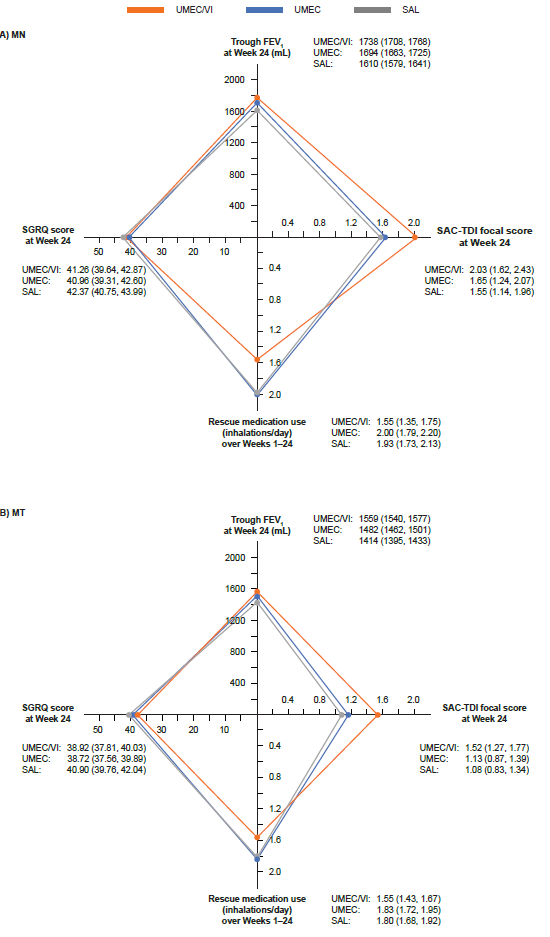 UMEC/VI UMEC SAL
A) MN
Trough FEV1
at Week 24 (mL)
UMEC/VI: 1738 (1708, 1768)
UMEC: 1694 (1663, 1725)
SAL: 1610 (1579, 1641)
2000
1600
1200
800
400
0.4 0.8 1.2 1.6 2.0
SAC-TDI focal score
at Week 24
UMEC/VI: 2.03 (1.62, 2.43)
UMEC: 1.65 (1.24, 2.07)
SAL: 1.55 (1.14, 1.96)
SGRQ score
at Week 24
50 40 30 20 10
UMEC/VI: 41.26 (39.64, 42.87)
UMEC: 40.96 (39.31, 42.60)
SAL: 42.37 (40.75, 43.99)
0.4
0.8
1.2
1.6
2.0
Rescue medication use
(inhalations/day)
over Weeks 1–24
UMEC/VI: 1.55 (1.35, 1.75)
UMEC: 2.00 (1.79, 2.20)
SAL: 1.93 (1.73, 2.13)
B) MT
Trough FEV1
at Week 24 (mL)
UMEC/VI: 1559 (1540, 1577)
UMEC: 1482 (1462, 1501)
SAL: 1414 (1395, 1433)
2000
1600
1200
800
400
0.4 0.8 1.2 1.6 2.0
SAC-TDI focal score
at Week 24
UMEC/VI: 1.52 (1.27, 1.77)
UMEC: 1.13 (0.87, 1.39)
SAL: 1.08 (0.83, 1.34)
SGRQ score
at Week 24
50 40 30 20 10
UMEC/VI: 38.92 (37.81, 40.03)
UMEC: 38.72 (37.56, 39.89)
SAL: 40.90 (39.76, 42.04)
0.4
0.8
1.2
1.6
2.0
Rescue medication use
(inhalations/day)
over Weeks 1–24
UMEC/VI: 1.55 (1.43, 1.67)
UMEC: 1.83 (1.72, 1.95)
SAL: 1.80 (1.68, 1.92)